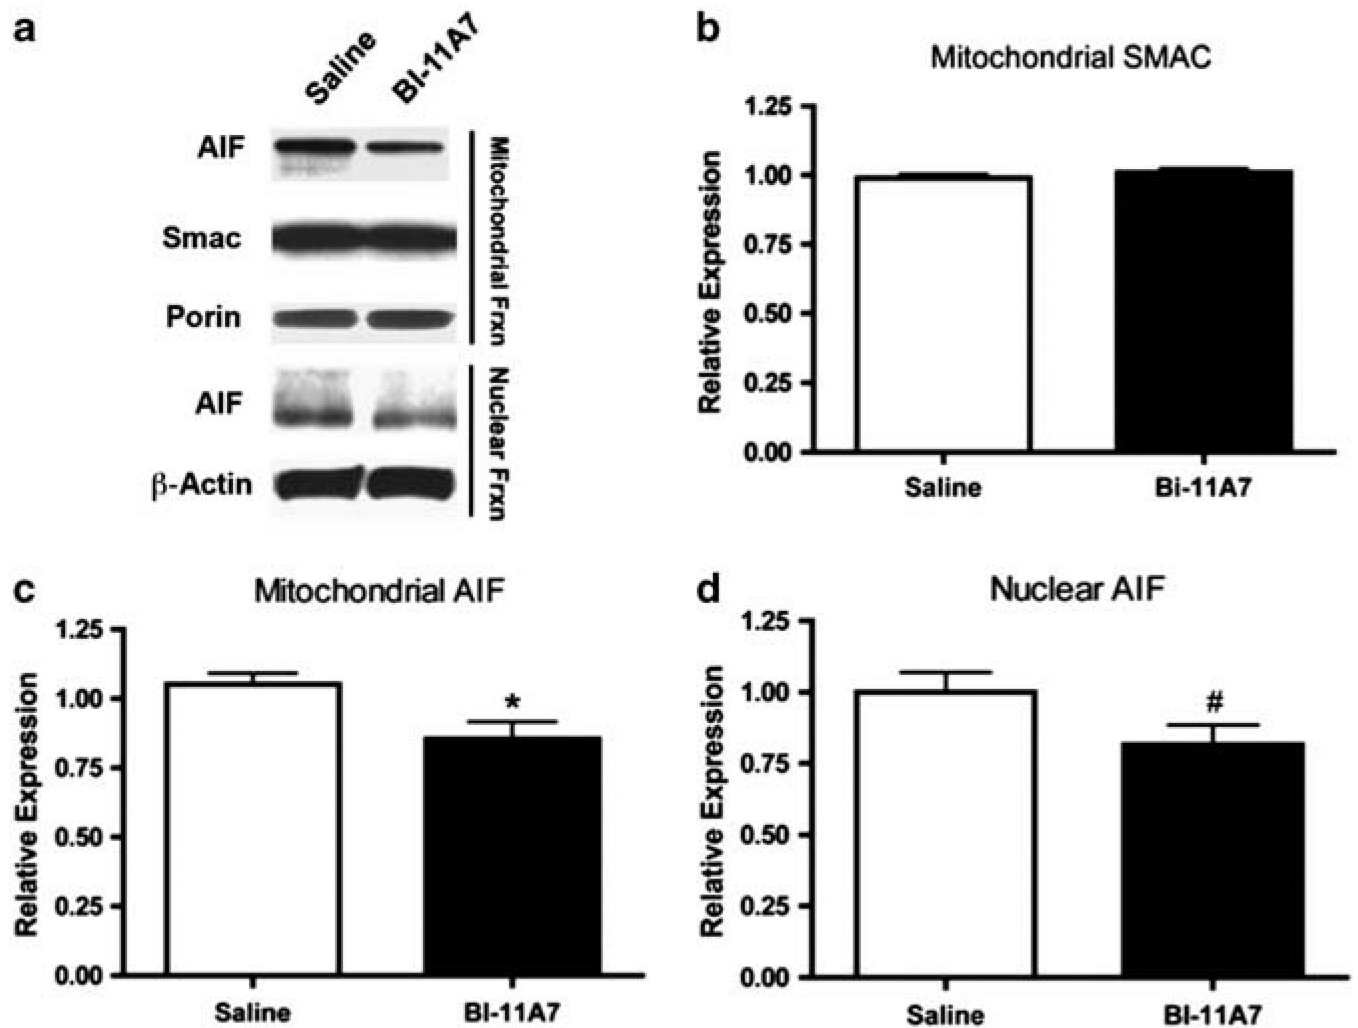 a
Saline
BI-11A7
AIF
Smac
Porin
Mitochondrial Frxn
AIF
β-Actin
Nuclear Frxn
b
Mitochondrial SMAC
Relative Expression
1.25
1.00
0.75
0.50
0.25
0.00
Saline
Bi-11A7
c
Mitochondrial AIF
Relative Expression
1.25
1.00
0.75
0.50
0.25
0.00
*
Saline
BI-11A7
d
Nuclear AIF
Relative Expression
1.25
1.00
0.75
0.50
0.25
0.00
#
Saline
BI-11A7